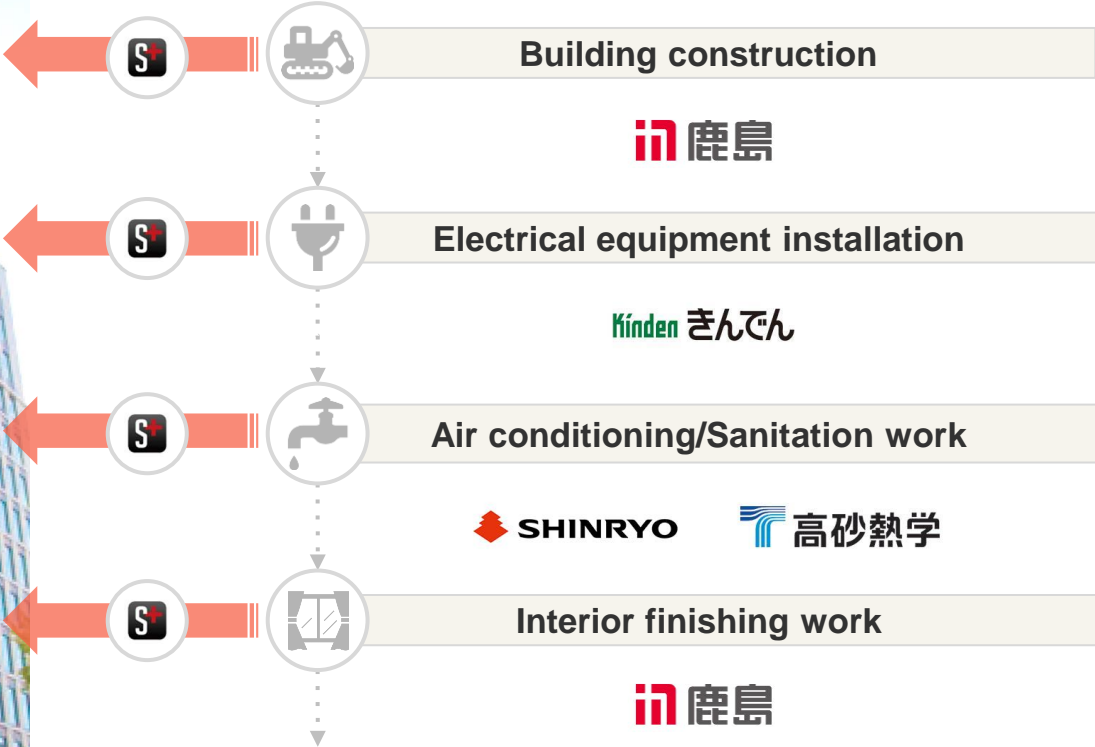 S+
Building construction
鹿島
S+
Electrical equipment installation
Kinden きんでん
S+
Air conditioning/Sanitation work
SHINRYO 高砂熱学
S+
Interior finishing work
鹿島